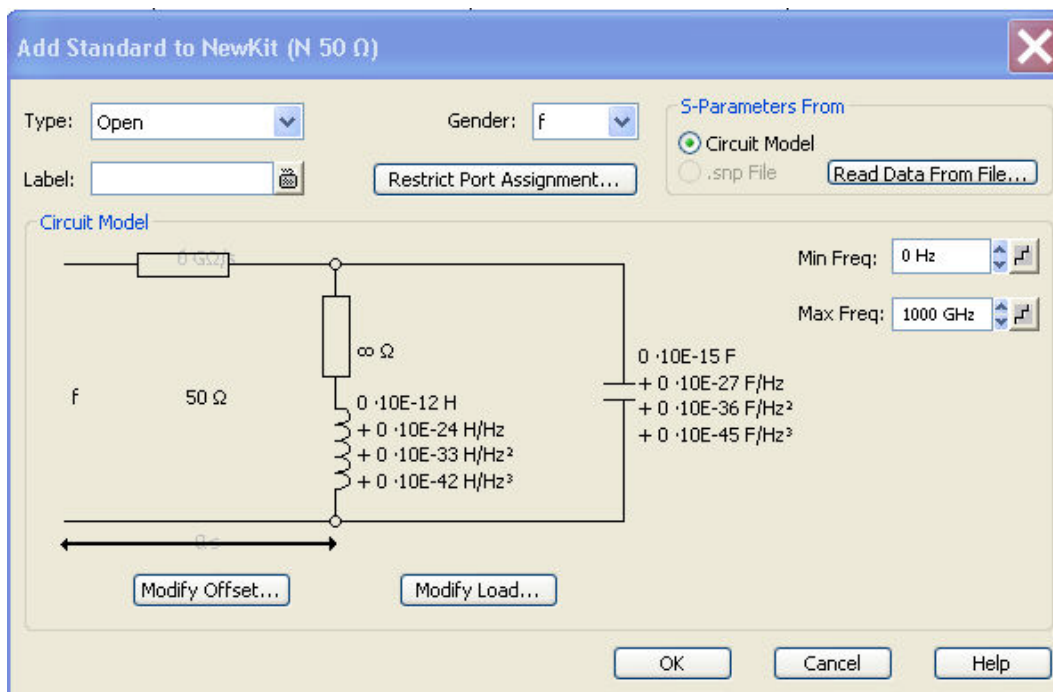 Add Standard to NewKit (N 50 Ω)
Type: Open
Gender: f
S-Parameters From
Circuit Model
.snp File
Read Data From File...
Label:
Restrict Port Assignment...
Circuit Model
0 GΩ/s
Min Freq: 0 Hz
Max Freq: 1000 GHz
∞ Ω
f
50 Ω
0 ·10E-12 H
+ 0 ·10E-24 H/Hz
+ 0 ·10E-33 H/Hz²
+ 0 ·10E-42 H/Hz³
0 ·10E-15 F
+ 0 ·10E-27 F/Hz
+ 0 ·10E-36 F/Hz²
+ 0 ·10E-45 F/Hz³
0 s
Modify Offset...
Modify Load...
OK
Cancel
Help